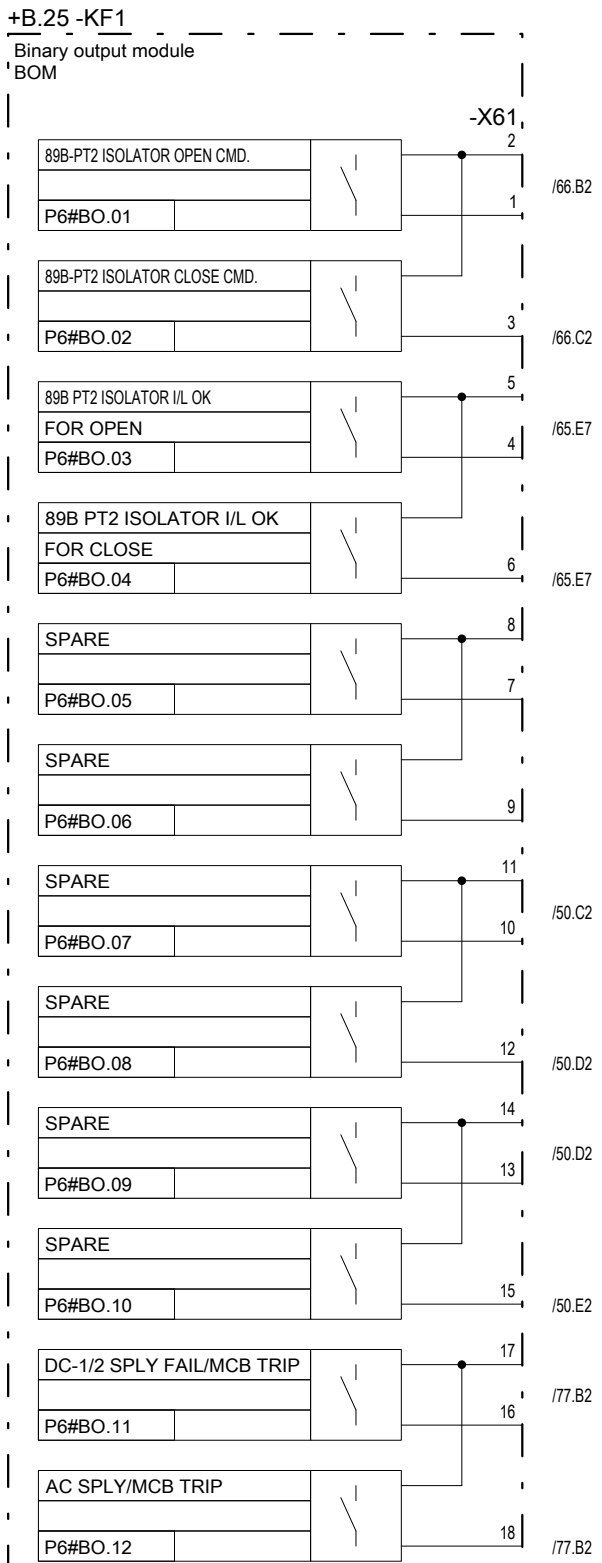 +B.25 -KF1
Binary output module
BOM
-X61
89B-PT2 ISOLATOR OPEN CMD.
2
/66.B2
P6#BO.01
1
89B-PT2 ISOLATOR CLOSE CMD.
P6#BO.02
3
/66.C2
89B PT2 ISOLATOR I/L OK
5
FOR OPEN
/65.E7
P6#BO.03
4
89B PT2 ISOLATOR I/L OK
FOR CLOSE
P6#BO.04
6
/65.E7
SPARE
8
P6#BO.05
7
SPARE
P6#BO.06
9
SPARE
11
/50.C2
P6#BO.07
10
SPARE
P6#BO.08
12
/50.D2
SPARE
14
/50.D2
P6#BO.09
13
SPARE
P6#BO.10
15
/50.E2
DC-1/2 SPLY FAIL/MCB TRIP
17
/77.B2
P6#BO.11
16
AC SPLY/MCB TRIP
P6#BO.12
18
/77.B2